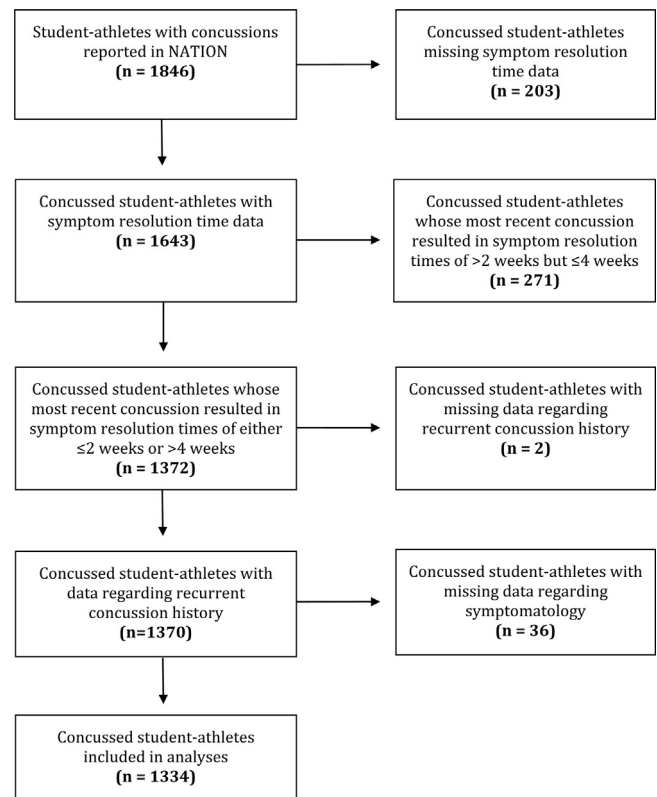 Student-athletes with concussions
reported in NATION
(n = 1846)
Concussed student-athletes
missing symptom resolution
time data
(n = 203)
Concussed student-athletes with
symptom resolution time data
(n = 1643)
Concussed student-athletes
whose most recent concussion
resulted in symptom resolution
times of >2 weeks but ≤4 weeks
(n = 271)
Concussed student-athletes whose
most recent concussion resulted in
symptom resolution times of either
≤2 weeks or >4 weeks
(n = 1372)
Concussed student-athletes with
missing data regarding
recurrent concussion history
(n = 2)
Concussed student-athletes with
data regarding recurrent
concussion history
(n=1370)
Concussed student-athletes with
missing data regarding
symptomatology
(n = 36)
Concussed student-athletes
included in analyses
(n = 1334)